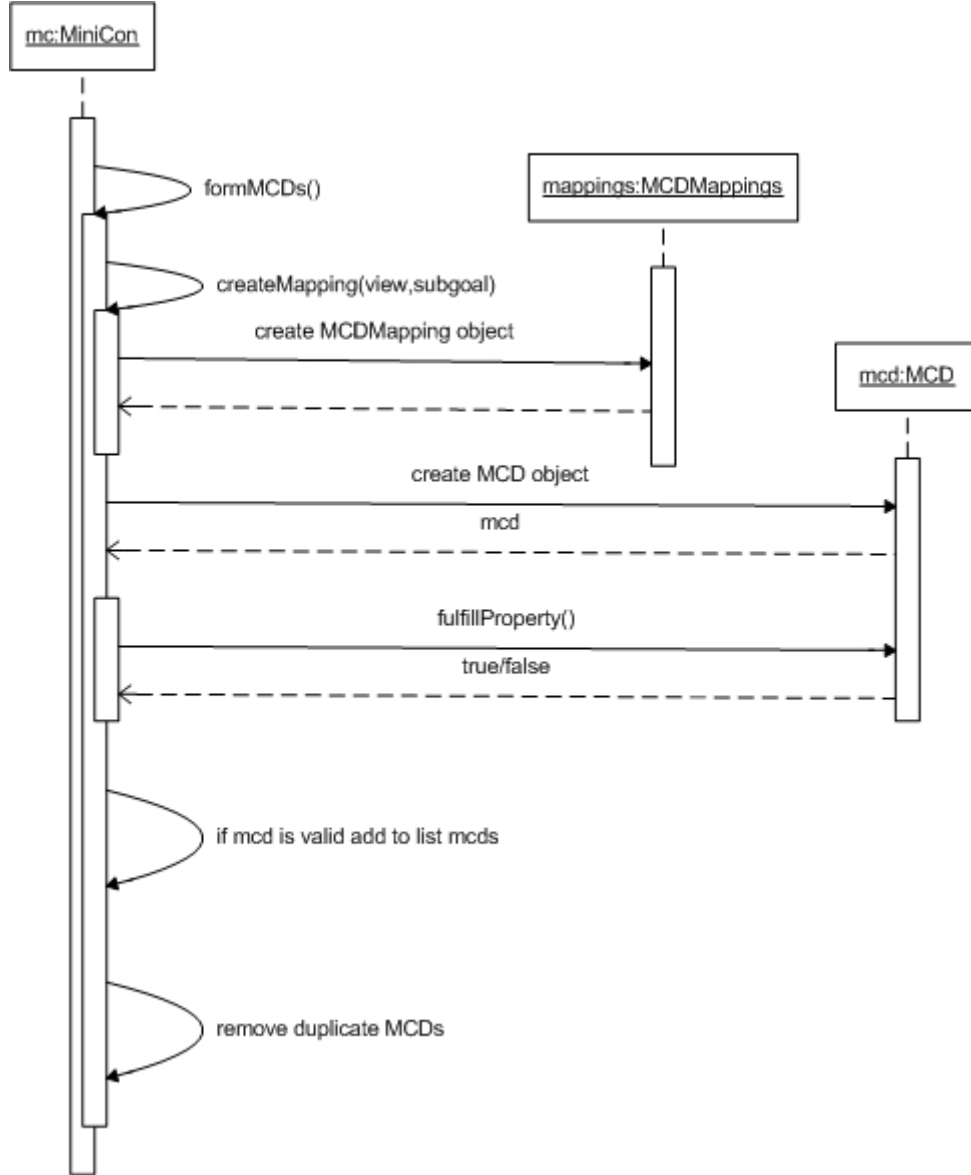 mc:MiniCon
formMCDs()
mappings:MCDMappings
createMapping(view,subgoal)
create MCDMapping object
mcd:MCD
create MCD object
mcd
fulfillProperty()
true/false
if mcd is valid add to list mcds
remove duplicate MCDs